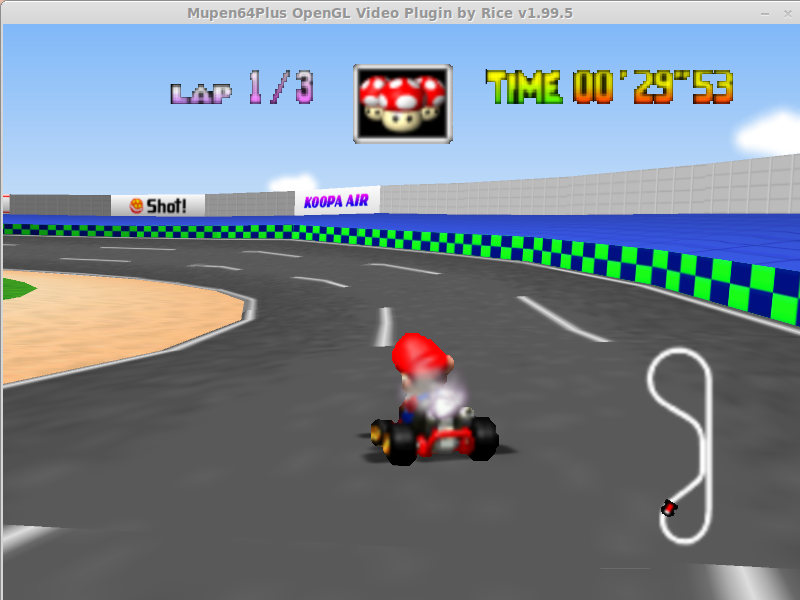 Mupen64Plus OpenGL Video Plugin by Rice v1.99.5
LAP 1/3
TIME 00'29"53
Shot!
KOOPA AIR